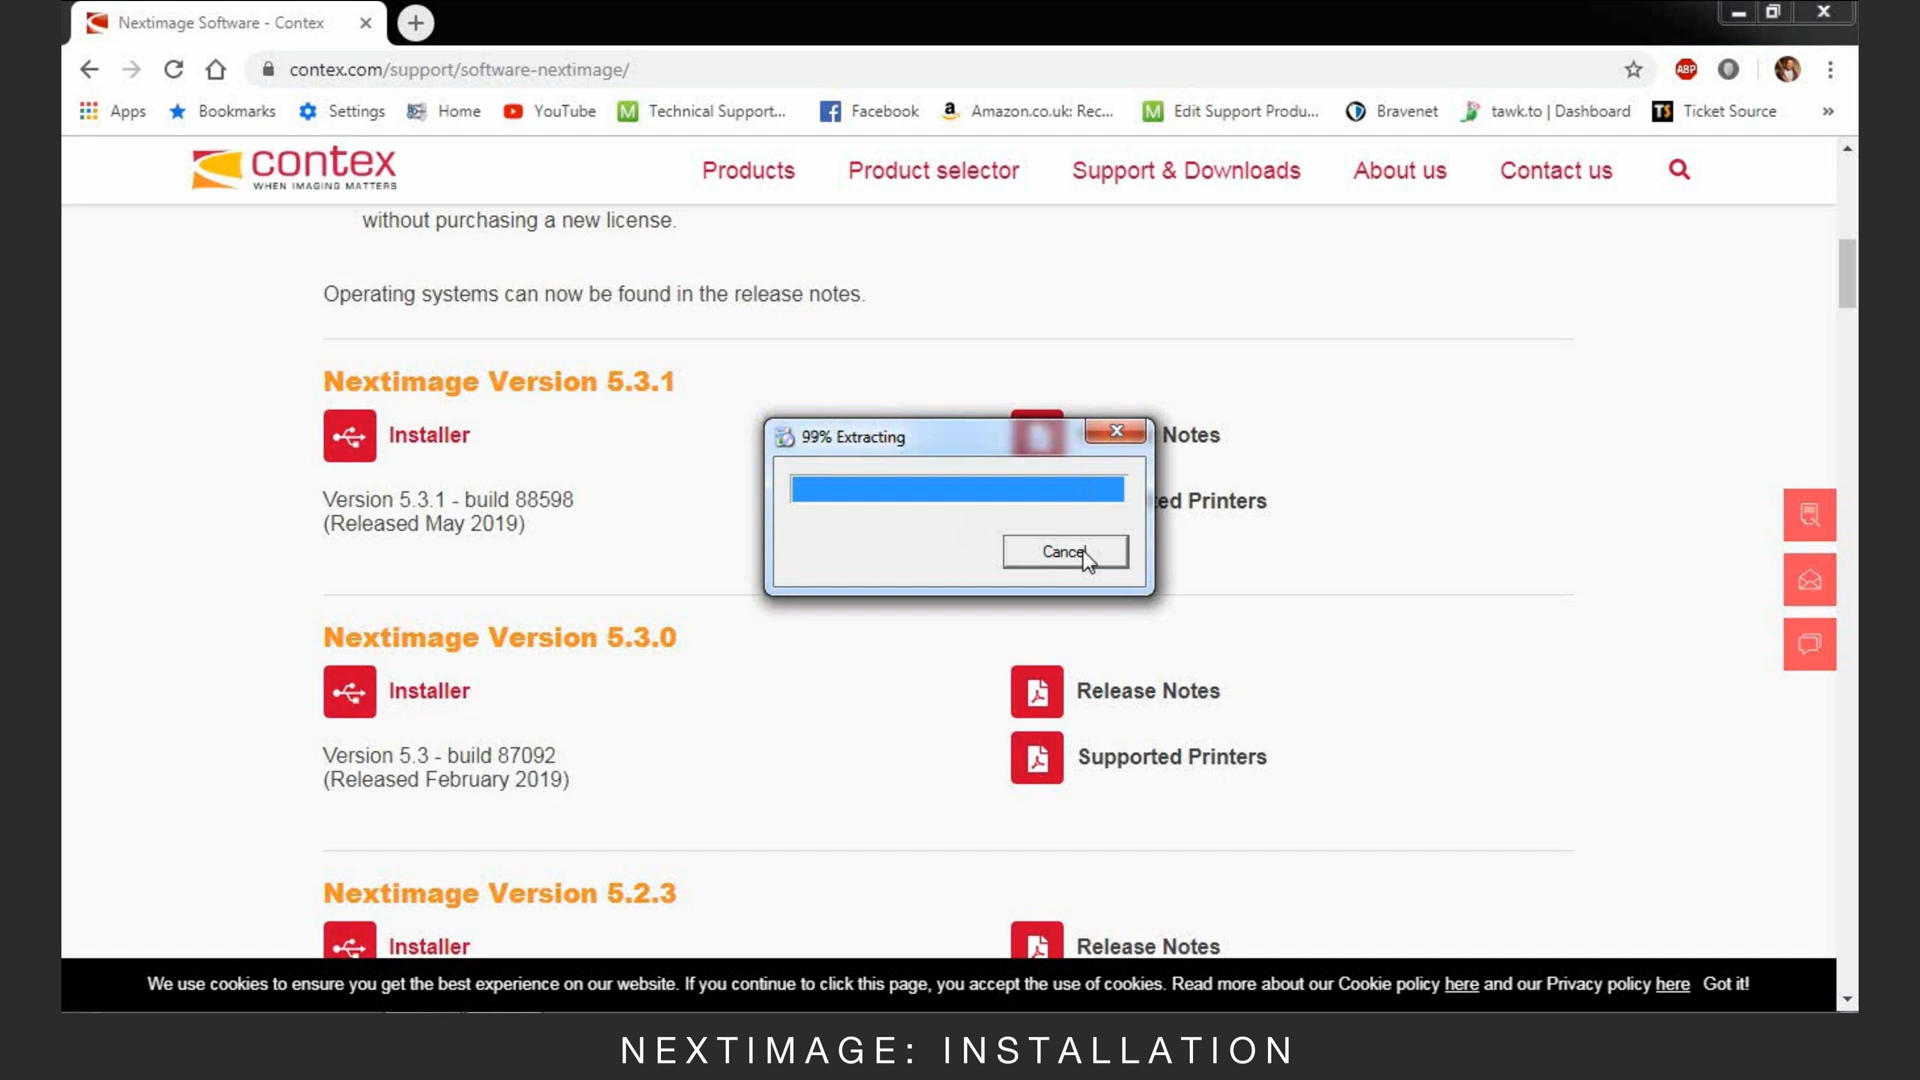 Nextimage Software - Contex
contex.com/support/software-nextimage/
ABP
Apps Bookmarks Settings Home YouTube Technical Support... Facebook Amazon.co.uk: Rec... Edit Support Produ... Bravenet tawk.to | Dashboard TS Ticket Source »
contex
WHEN IMAGING MATTERS
Products Product selector Support & Downloads About us Contact us
without purchasing a new license.
Operating systems can now be found in the release notes.
Nextimage Version 5.3.1
Installer
Notes
Version 5.3.1 - build 88598
(Released May 2019)
ed Printers
99% Extracting
Cancel
Nextimage Version 5.3.0
Installer
Release Notes
Version 5.3 - build 87092
(Released February 2019)
Supported Printers
Nextimage Version 5.2.3
Installer
Release Notes
We use cookies to ensure you get the best experience on our website. If you continue to click this page, you accept the use of cookies. Read more about our Cookie policy here and our Privacy policy here Got it!
NEXTIMAGE: INSTALLATION